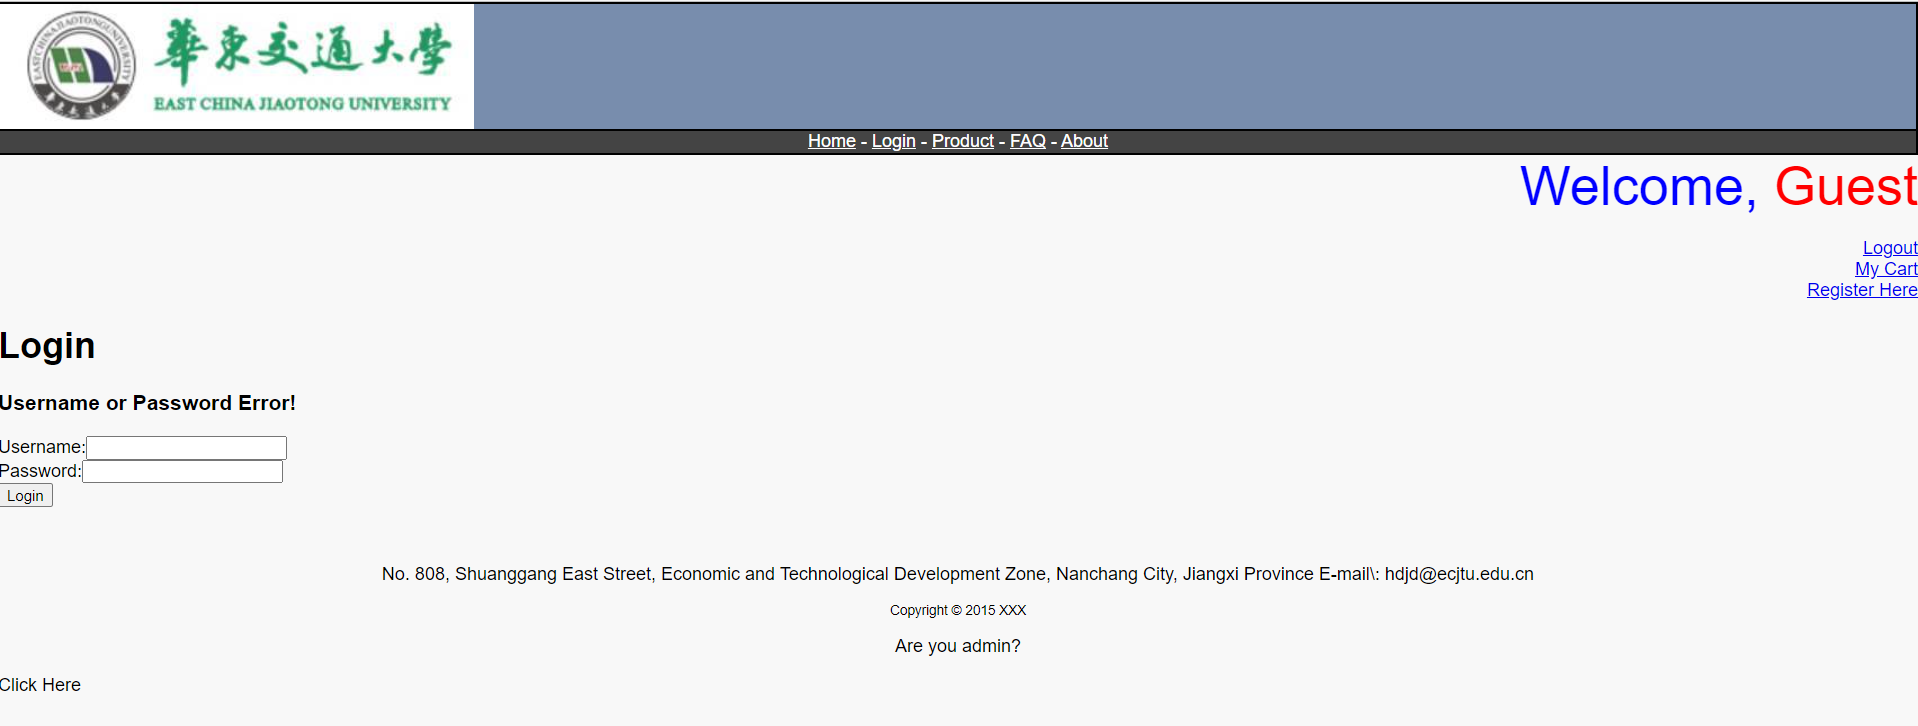 華東交通大學
EAST CHINA JIAOTONG UNIVERSITY
Home - Login - Product - FAQ - About
Welcome, Guest
Logout
My Cart
Register Here
Login
Username or Password Error!
Username:
Password:
Login
No. 808, Shuanggang East Street, Economic and Technological Development Zone, Nanchang City, Jiangxi Province E-mail\: hdjd@ecjtu.edu.cn
Copyright © 2015 XXX
Are you admin?
Click Here